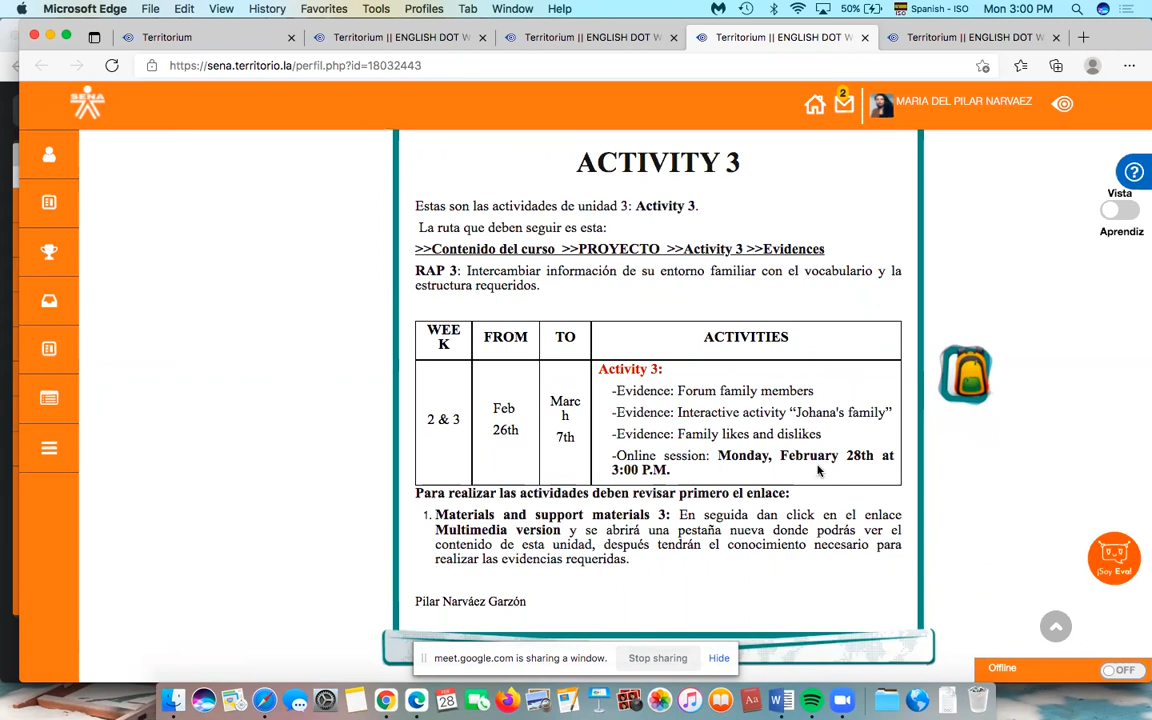 Microsoft Edge File Edit View History Favorites Tools Profiles Tab Window Help 50% Spanish - ISO Mon 3:00 PM
Territorium Territorium || ENGLISH DOT W Territorium || ENGLISH DOT W Territorium || ENGLISH DOT W Territorium || ENGLISH DOT W
https://sena.territorio.la/perfil.php?id=18032443
SENA
2
MARIA DEL PILAR NARVAEZ
ACTIVITY 3
Estas son las actividades de unidad 3: Activity 3.
La ruta que deben seguir es esta:
>>Contenido del curso >>PROYECTO >>Activity 3 >>Evidences
RAP 3: Intercambiar información de su entorno familiar con el vocabulario y la
estructura requeridos.
WEE
K
FROM
TO
ACTIVITIES
2 & 3
Feb
26th
Marc
h
7th
Activity 3:
-Evidence: Forum family members
-Evidence: Interactive activity “Johana's family”
-Evidence: Family likes and dislikes
-Online session: Monday, February 28th at
3:00 P.M.
Para realizar las actividades deben revisar primero el enlace:
1. Materials and support materials 3: En seguida dan click en el enlace
Multimedia version y se abrirá una pestaña nueva donde podrás ver el
contenido de esta unidad, después tendrán el conocimiento necesario para
realizar las evidencias requeridas.
Pilar Narváez Garzón
Vista
Aprendiz
¡Soy Eva!
meet.google.com is sharing a window. Stop sharing Hide
Offline OFF
28